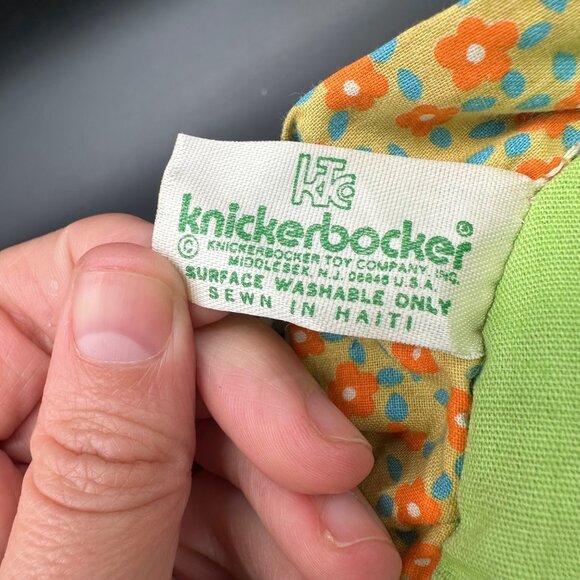 KTC
knickerbocker®
© KNICKERBOCKER TOY COMPANY, INC.
MIDDLESEX, N.J. 08846 U.S.A.
SURFACE WASHABLE ONLY
SEWN IN HAITI